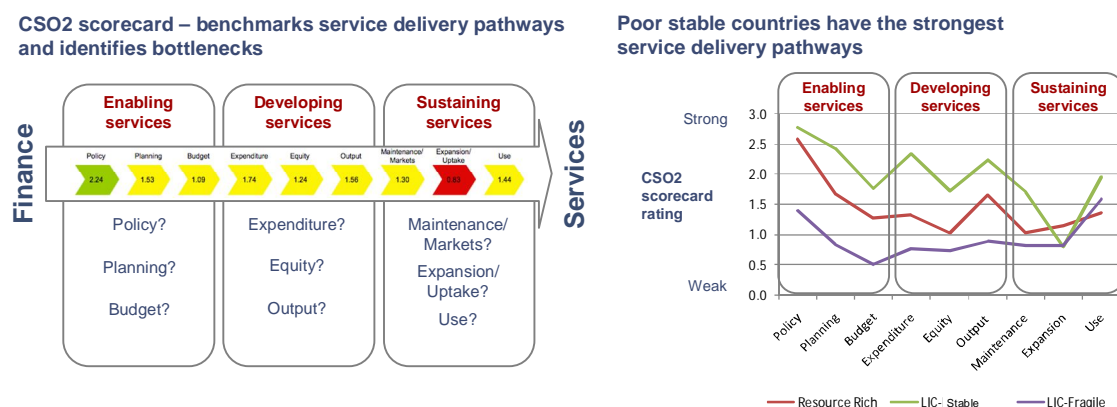 CSO2 scorecard – benchmarks service delivery pathways
and identifies bottlenecks
Enabling
services
Developing
services
Sustaining
services
Finance
Policy
Planning
Budget
Expenditure
Equity
Output
Maintenance/
Markets
Expansion/
Uptake
Use
2.24
1.53
1.09
1.74
1.24
1.56
1.30
0.83
1.44
Services
Policy?
Planning?
Budget?
Expenditure?
Equity?
Output?
Maintenance/
Markets?
Expansion/
Uptake?
Use?
Poor stable countries have the strongest
service delivery pathways
Enabling
services
Developing
services
Sustaining
services
Strong
CSO2
scorecard
rating
Weak
3.0
2.5
2.0
1.5
1.0
0.5
0.0
Policy
Planning
Budget
Expenditure
Equity
Output
Maintenance
Expansion
Use
Resource Rich
LIC-Stable
LIC-Fragile